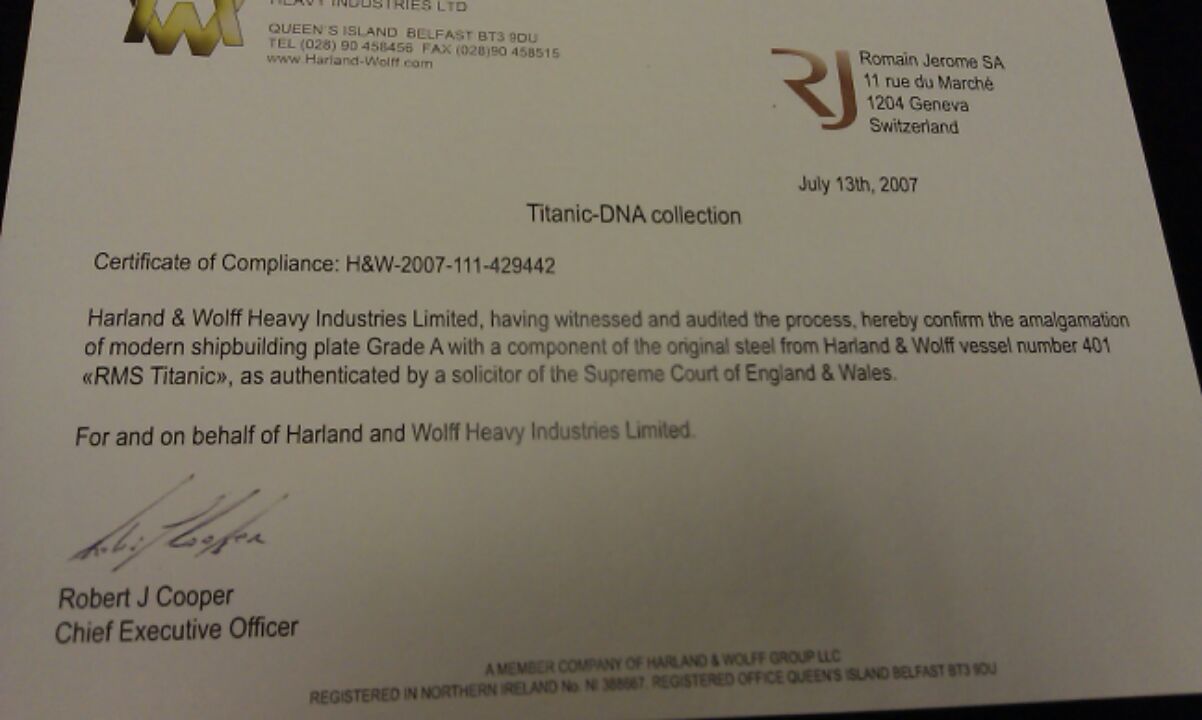 HEAVY INDUSTRIES LTD
QUEEN'S ISLAND BELFAST BT3 9DU
TEL (028) 90 458456 FAX (028)90 458515
www.Harland-Wolff.com
RJ
Romain Jerome SA
11 rue du Marché
1204 Geneva
Switzerland
July 13th, 2007
Titanic-DNA collection
Certificate of Compliance: H&W-2007-111-429442
Harland & Wolff Heavy Industries Limited, having witnessed and audited the process, hereby confirm the amalgamation
of modern shipbuilding plate Grade A with a component of the original steel from Harland & Wolff vessel number 401
«RMS Titanic», as authenticated by a solicitor of the Supreme Court of England & Wales.
For and on behalf of Harland and Wolff Heavy Industries Limited.
Robert J Cooper
Chief Executive Officer
A MEMBER COMPANY OF HARLAND & WOLFF GROUP LLC
REGISTERED IN NORTHERN IRELAND No. NI 388667. REGISTERED OFFICE QUEEN'S ISLAND BELFAST BT3 9DU